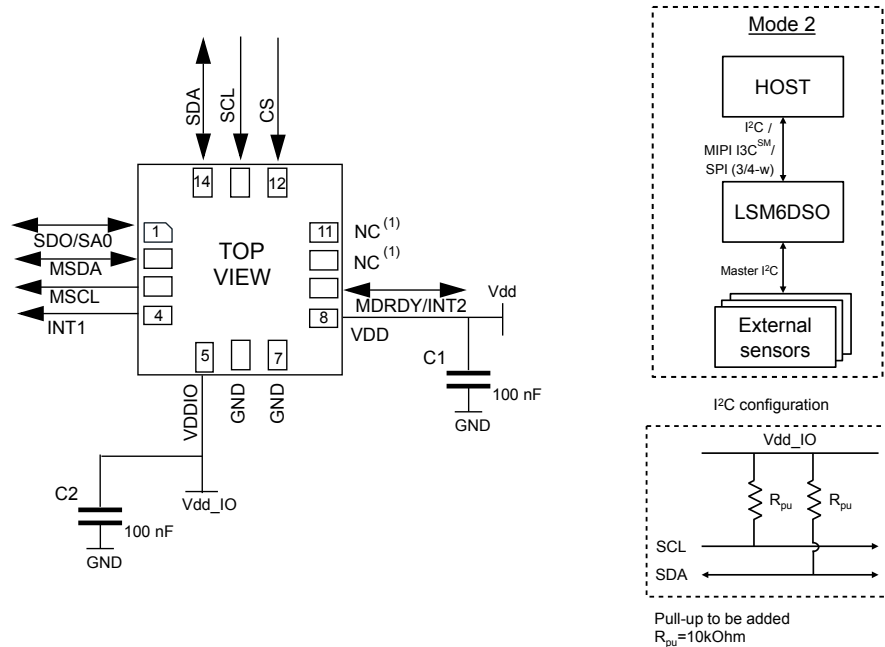 SDA
SCL
CS
14
12
1
11
NC (1)
SDO/SA0
TOP
VIEW
NC (1)
MSDA
MSCL
MDRDY/INT2
Vdd
INT1
4
8
VDD
5
7
C1
100 nF
GND
VDDIO
GND
GND
C2
100 nF
GND
Vdd_IO
Mode 2
HOST
I²C /
MIPI I3C SM/
SPI (3/4-w)
LSM6DSO
Master I²C
External
sensors
I²C configuration
Vdd_IO
Rpu
Rpu
SCL
SDA
Pull-up to be added
Rpu=10kOhm